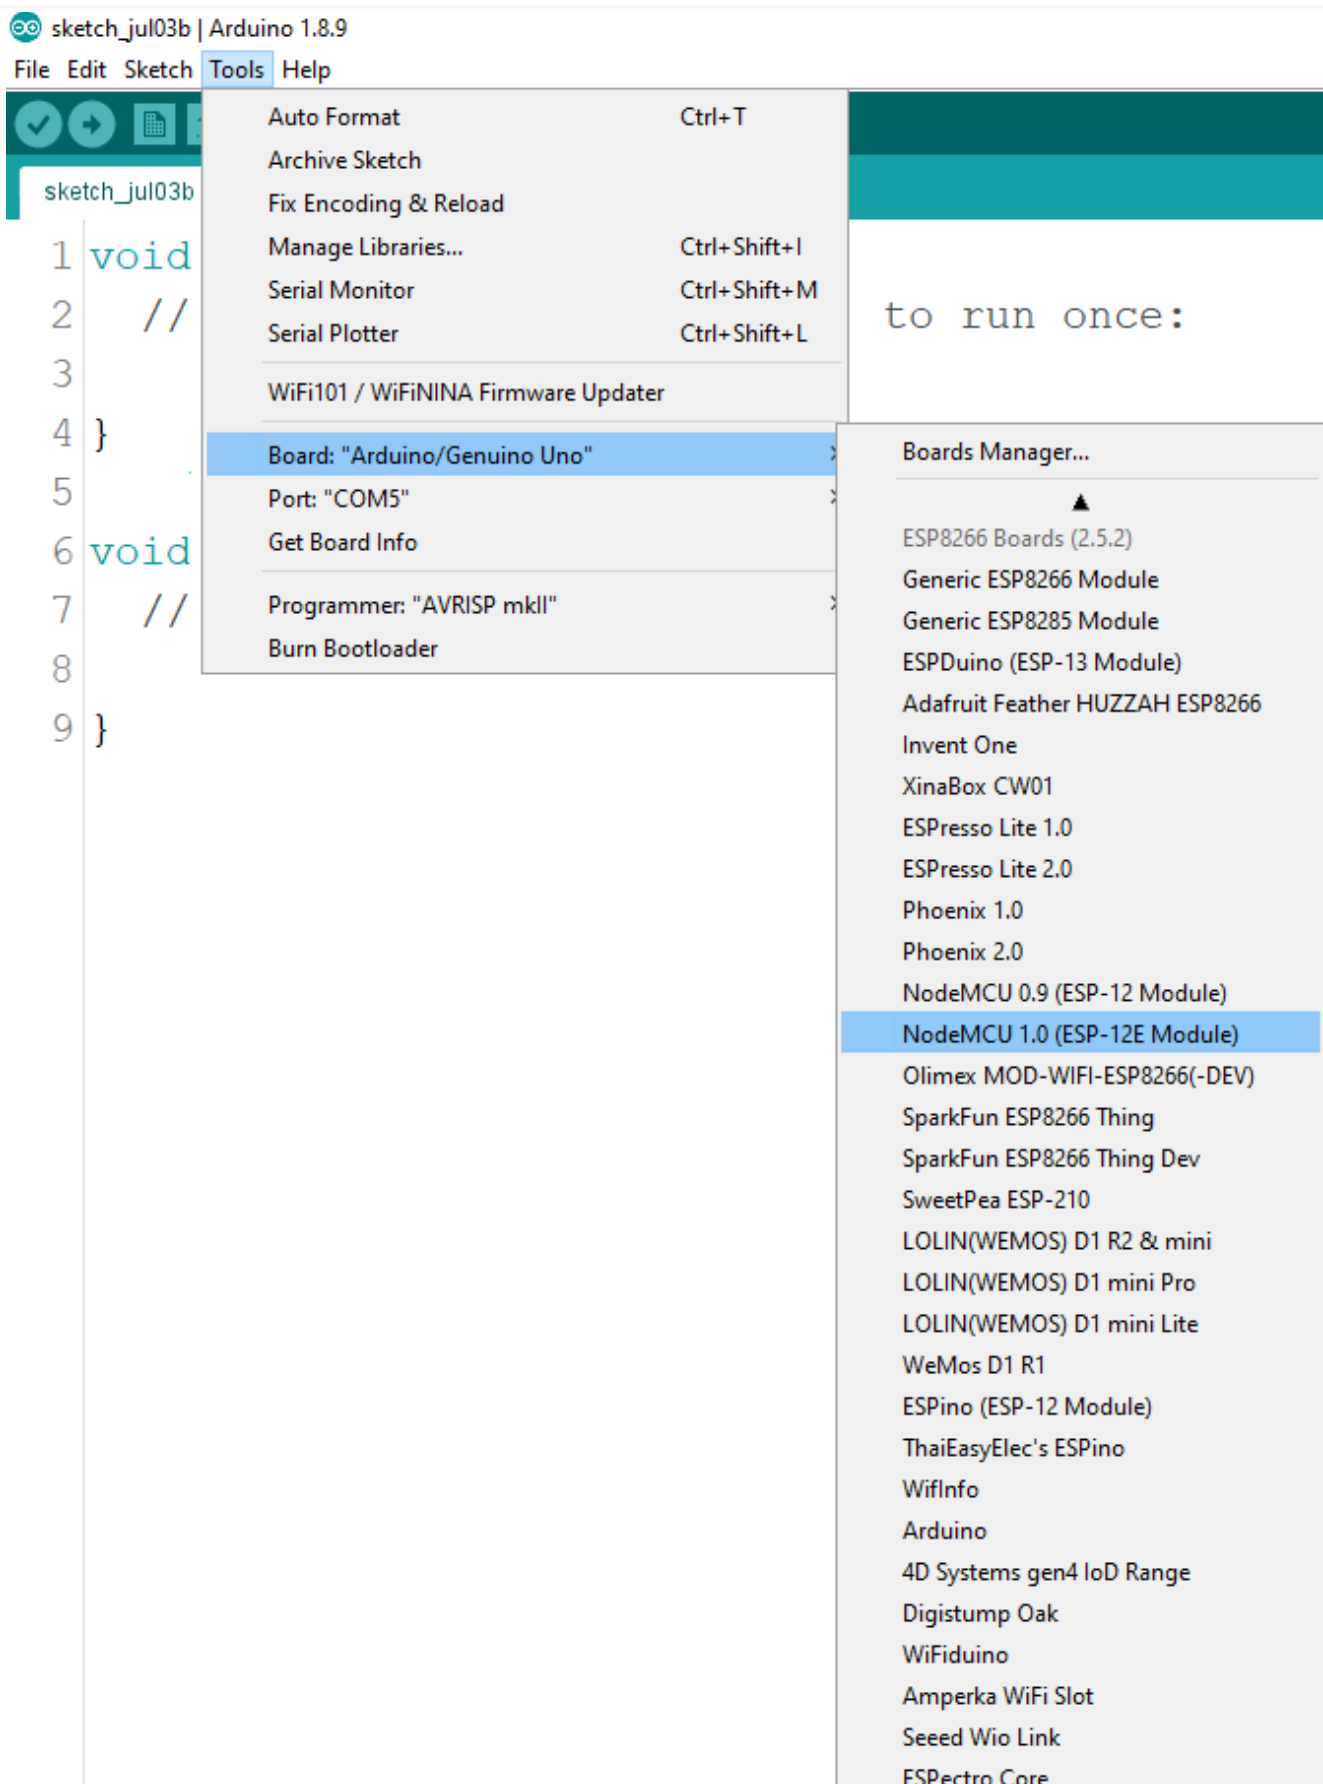 sketch_jul03b | Arduino 1.8.9
File Edit Sketch Tools Help
sketch_jul03b
Auto Format Ctrl+T
Archive Sketch
Fix Encoding & Reload
Manage Libraries... Ctrl+Shift+I
Serial Monitor Ctrl+Shift+M
Serial Plotter Ctrl+Shift+L
WiFi101 / WiFiNINA Firmware Updater
Board: "Arduino/Genuino Uno"
Port: "COM5"
Get Board Info
Programmer: "AVRISP mkII"
Burn Bootloader
1 void
2 // to run once:
3
4 }
5
6 void
7 //
8
9 }
Boards Manager...
ESP8266 Boards (2.5.2)
Generic ESP8266 Module
Generic ESP8285 Module
ESPDuino (ESP-13 Module)
Adafruit Feather HUZZAH ESP8266
Invent One
XinaBox CW01
ESPresso Lite 1.0
ESPresso Lite 2.0
Phoenix 1.0
Phoenix 2.0
NodeMCU 0.9 (ESP-12 Module)
NodeMCU 1.0 (ESP-12E Module)
Olimex MOD-WIFI-ESP8266(-DEV)
SparkFun ESP8266 Thing
SparkFun ESP8266 Thing Dev
SweetPea ESP-210
LOLIN(WEMOS) D1 R2 & mini
LOLIN(WEMOS) D1 mini Pro
LOLIN(WEMOS) D1 mini Lite
WeMos D1 R1
ESPino (ESP-12 Module)
ThaiEasyElec's ESPino
WifInfo
Arduino
4D Systems gen4 IoD Range
Digistump Oak
WiFiduino
Amperka WiFi Slot
Seeed Wio Link
ESPectro Core